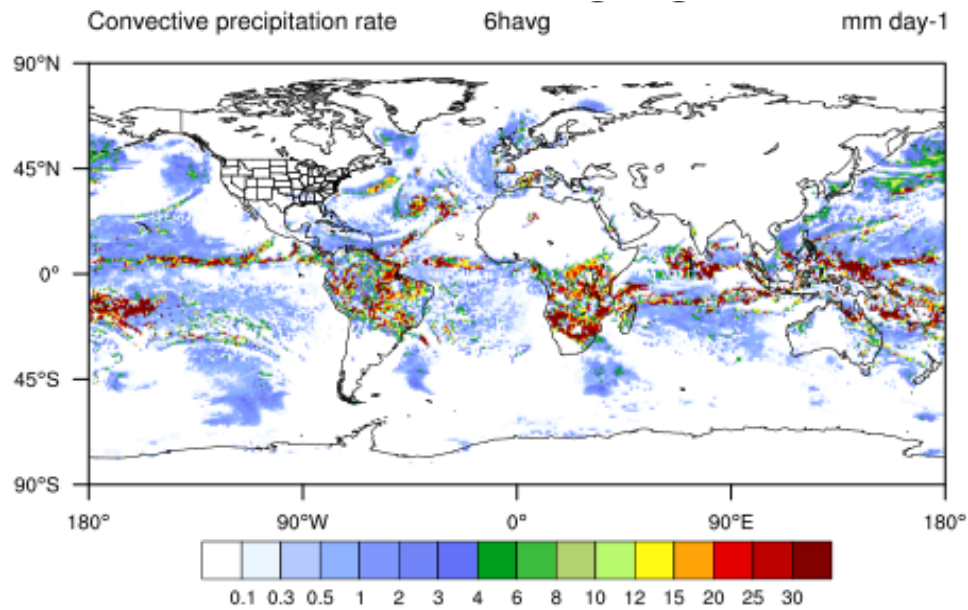 Convective precipitation rate 6havg mm day-1
90°N
45°N
0°
45°S
90°S
180° 90°W 0° 90°E 180°
0.1 0.3 0.5 1 2 3 4 6 8 10 12 15 20 25 30